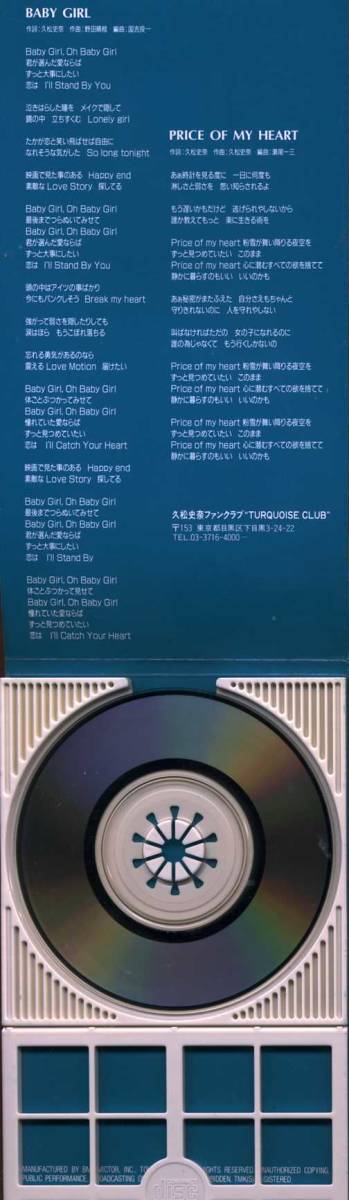 BABY GIRL
作詞:久松史奈 作曲:野田晴稔 編曲:国吉良一
Baby Girl, Oh Baby Girl
君が選んだ愛ならば
ずっと大事にしたい
恋は I'll Stand By You
泣きはらした瞳を メイクで隠して
鏡の中 立ちすくむ Lonely girl
たかが恋と笑い飛ばせば自由に
なれそうな気がした So long tonight
映画で見た事のある Happy end
素敵な Love Story 探してる
Baby Girl, Oh Baby Girl
最後までつらぬいてみせて
Baby Girl, Oh Baby Girl
君が選んだ愛ならば
ずっと大事にしたい
恋は I'll Stand By You
頭の中はアイツの事ばかり
今にもパンクしそう Break my heart
強がって弱さを隠したりしても
涙はほら もうこぼれ落ちる
忘れる勇気があるのなら
震える Love Motion 届けたい
Baby Girl, Oh Baby Girl
体ごとぶつかってみせて
Baby Girl, Oh Baby Girl
憧れていた愛ならば
ずっと見つめていたい
恋は I'll Catch Your Heart
映画で見た事のある Happy end
素敵な Love Story 探してる
Baby Girl, Oh Baby Girl
最後までつらぬいてみせて
Baby Girl, Oh Baby Girl
君が選んだ愛ならば
ずっと大事にしたい
恋は I'll Stand By
Baby Girl, Oh Baby Girl
体ごとぶつかって見せて
Baby Girl, Oh Baby Girl
憧れていた愛ならば
ずっと見つめていたい
恋は I'll Catch Your Heart
PRICE OF MY HEART
作詞:久松史奈 作曲:久松史奈 編曲:瀬尾一三
あぁ時計を見る度に 一日に何度も
淋しさと弱さを 思い知らされるよ
もう遅いかもだけど 逃げられやしないから
誰か教えてもっと 楽に生きる術を
Price of my heart 粉雪が舞い降りる夜空を
ずっと見つめていたい このまま
Price of my heart 心に潜むすべての欲を捨てて
静かに暮らすのもいい いいのかも
あぁ秘密がまたふえた 自分さえもちゃんと
守りきれないのに 人を守れやしない
叫ばなければただの 女の子になれるのに
誰の為じゃなくて もう行くしかないの
Price of my heart 粉雪が舞い降りる夜空を
ずっと見つめていたい このまま
Price of my heart 心に潜むすべての欲を捨てて
静かに暮らすのもいい いいのかも
Price of my heart 粉雪が舞い降りる夜空を
ずっと見つめていたい このまま
Price of my heart 心に潜むすべての欲を捨てて
静かに暮らすのもいい いいのかも
久松史奈ファンクラブ"TURQUOISE CLUB"
〒153 東京都目黒区下目黒3-24-22
TEL.03-3716-4000
MANUFACTURED BY BM VICTOR, INC., TO RIGHTS RESERVED. UNAUTHORIZED COPYING,
PUBLIC PERFORMANCE BROADCASTING
disc